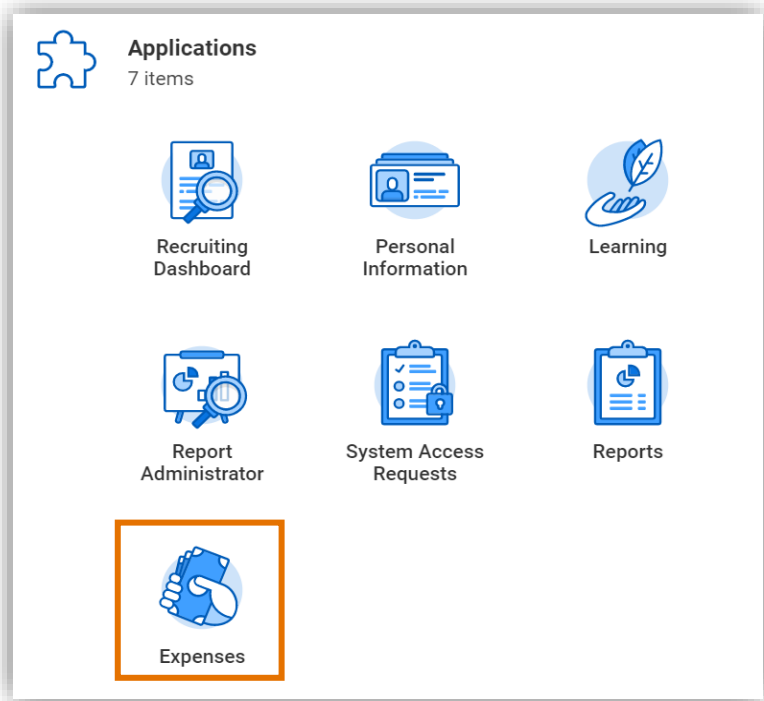 Applications
7 items
Recruiting
Dashboard
Personal
Information
Learning
Report
Administrator
System Access
Requests
Reports
Expenses